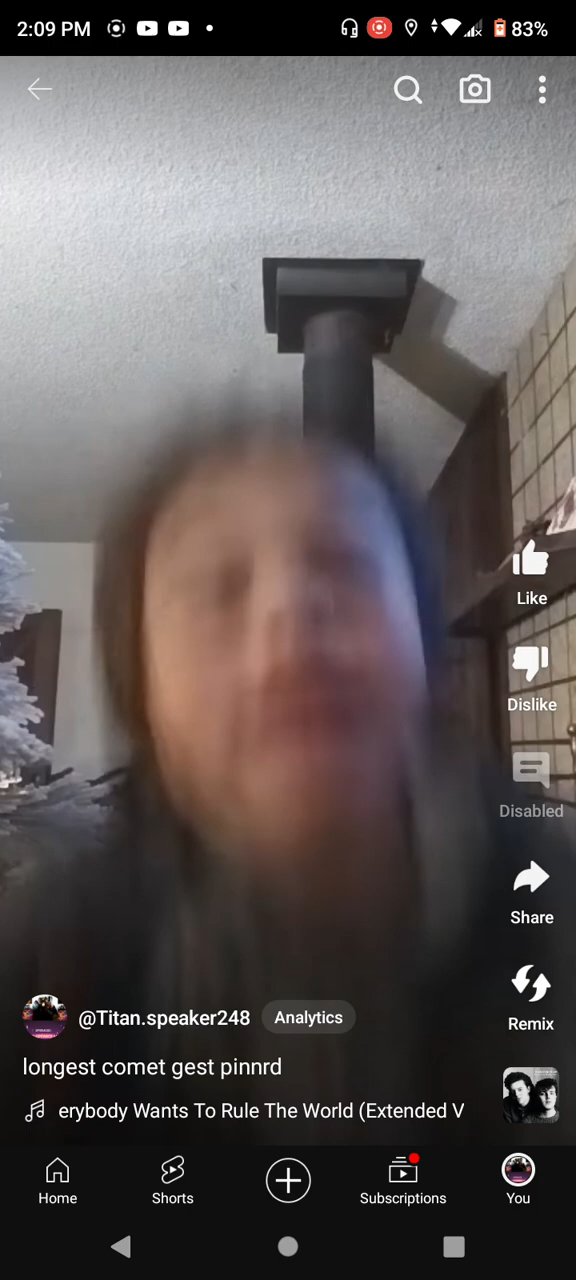 2:09 PM
83%
Like
Dislike
Disabled
Share
Remix
@Titan.speaker248 Analytics
longest comet gest pinnrd
erybody Wants To Rule The World (Extended V
Home
Shorts
Subscriptions
You